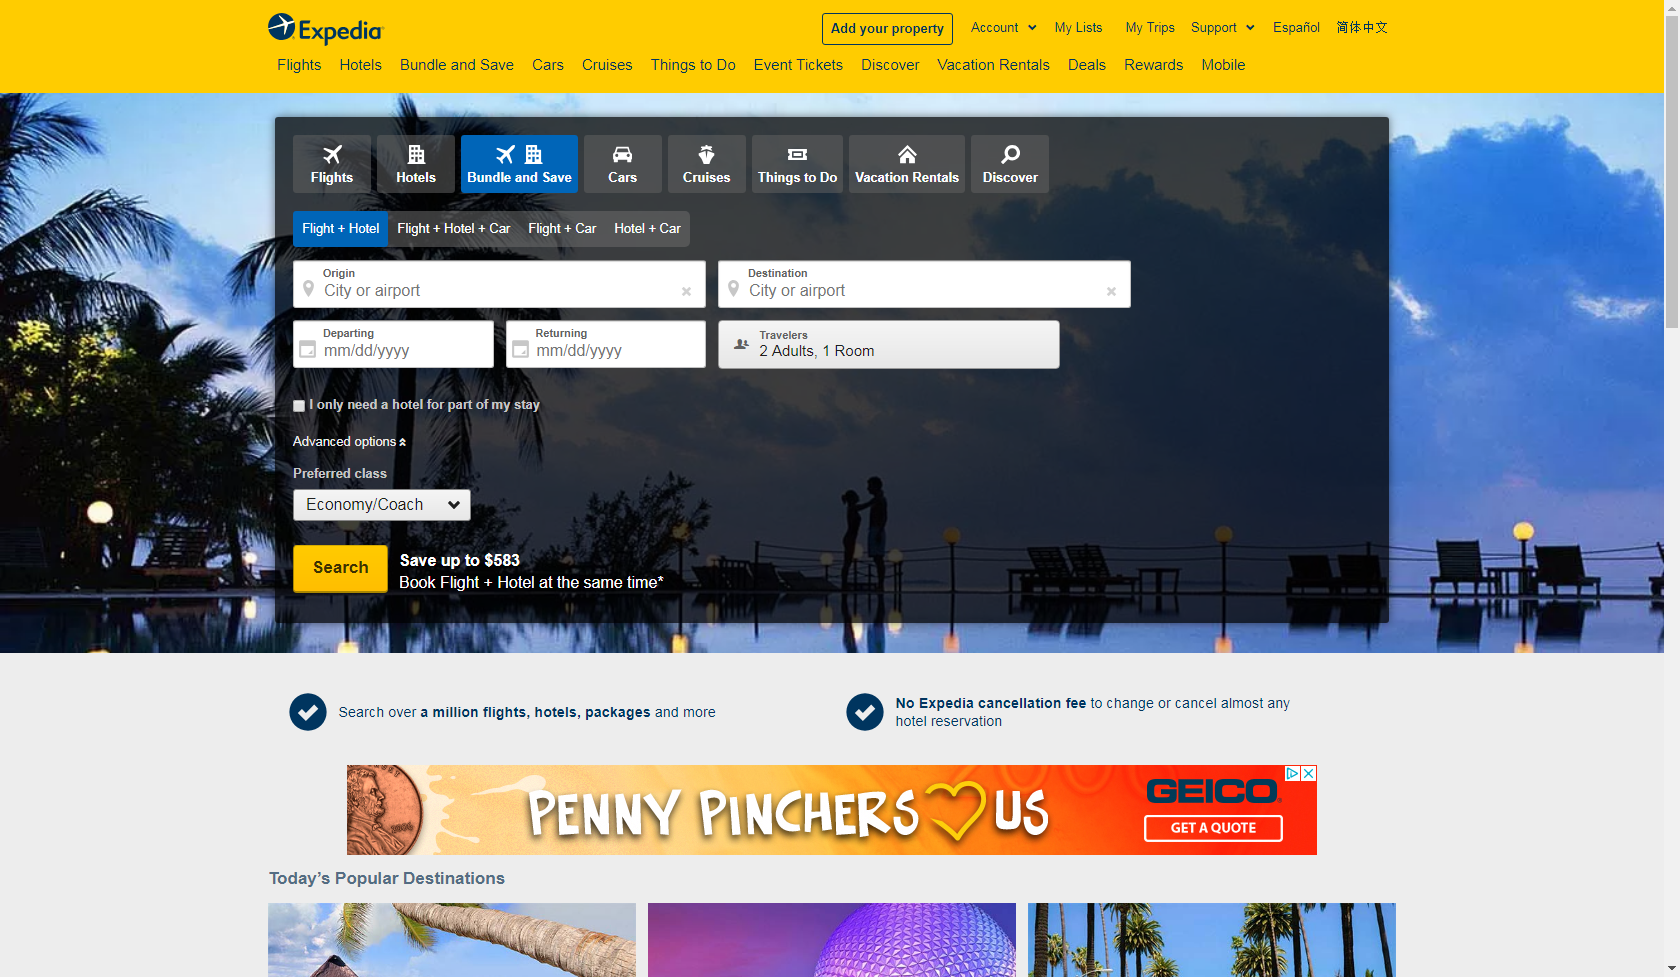 Expedia
Add your property
Account
My Lists
My Trips
Support
Español
简体中文
Flights
Hotels
Bundle and Save
Cars
Cruises
Things to Do
Event Tickets
Discover
Vacation Rentals
Deals
Rewards
Mobile
Flights
Hotels
Bundle and Save
Cars
Cruises
Things to Do
Vacation Rentals
Discover
Flight + Hotel
Flight + Hotel + Car
Flight + Car
Hotel + Car
Origin
City or airport
Destination
City or airport
Departing
mm/dd/yyyy
Returning
mm/dd/yyyy
Travelers
2 Adults, 1 Room
I only need a hotel for part of my stay
Advanced options
Preferred class
Economy/Coach
Search
Save up to $583
Book Flight + Hotel at the same time*
Search over a million flights, hotels, packages and more
No Expedia cancellation fee to change or cancel almost any
hotel reservation
PENNY PINCHERS US
GEICO
GET A QUOTE
Today’s Popular Destinations